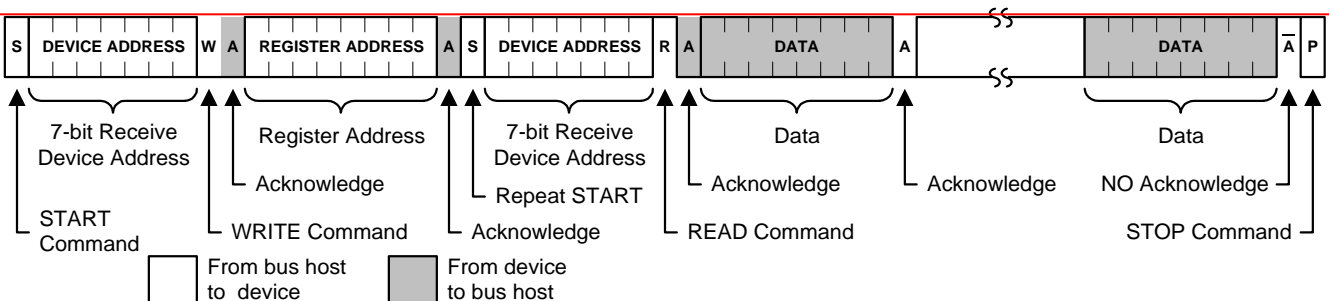 S DEVICE ADDRESS W A REGISTER ADDRESS A S DEVICE ADDRESS R A DATA A DATA A̅ P
7-bit Receive
Device Address
Register Address
7-bit Receive
Device Address
Data
Data
Acknowledge
Repeat START
Acknowledge
Acknowledge
NO Acknowledge
START
Command
WRITE Command
Acknowledge
READ Command
STOP Command
From bus host
to device
From device
to bus host